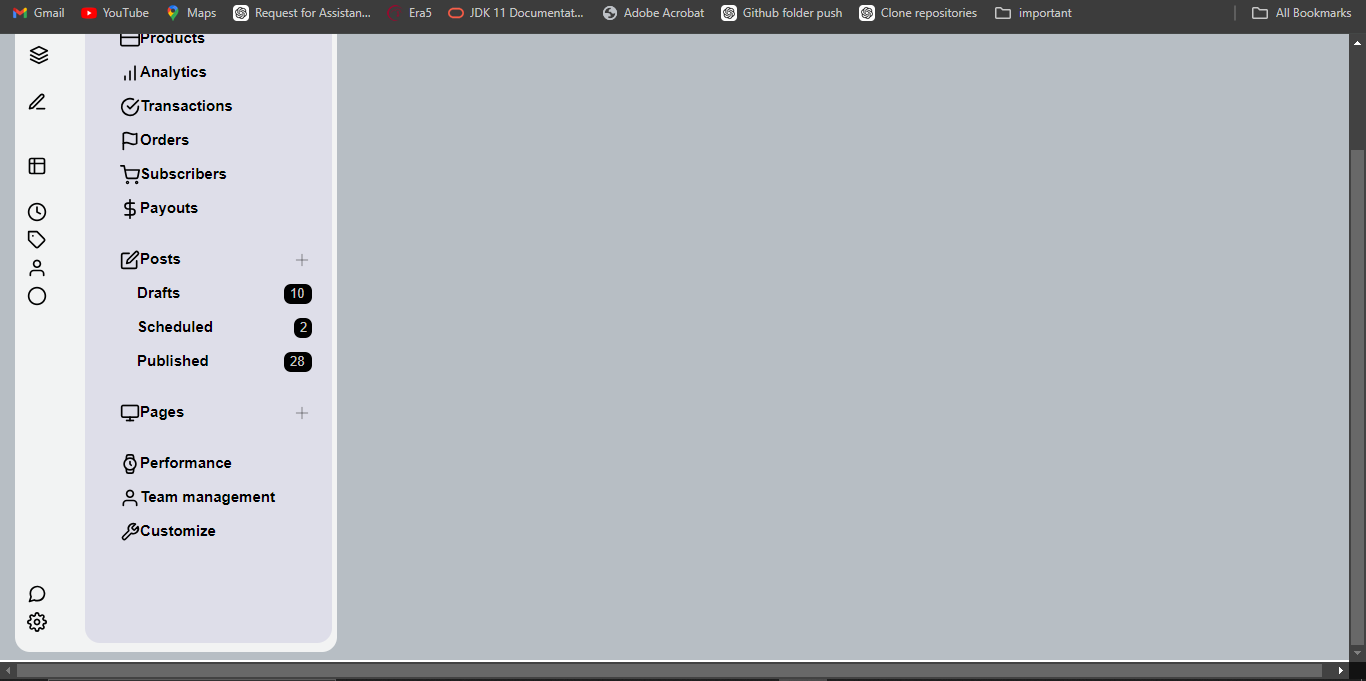 Gmail
YouTube
Maps
Request for Assistan...
Era5
JDK 11 Documentat...
Adobe Acrobat
Github folder push
Clone repositories
important
All Bookmarks
Products
Analytics
Transactions
Orders
Subscribers
Payouts
Posts
Drafts 10
Scheduled 2
Published 28
Pages
Performance
Team management
Customize